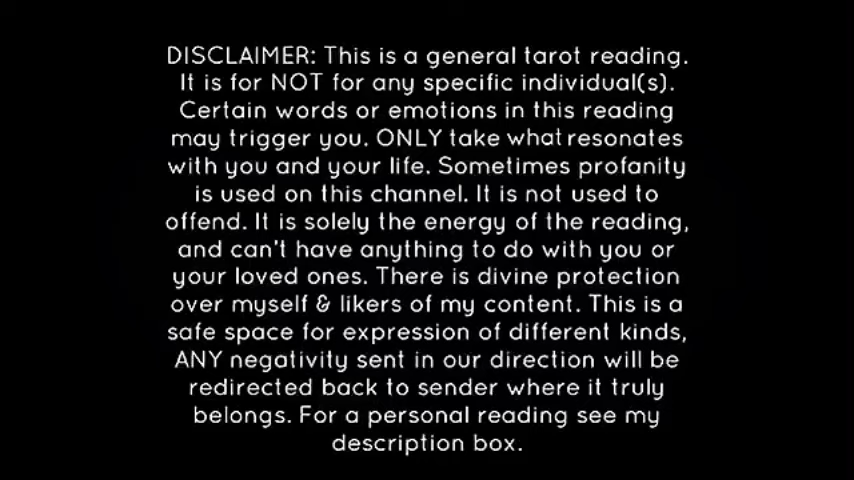 DISCLAIMER: This is a general tarot reading.
It is for NOT for any specific individual(s).
Certain words or emotions in this reading
may trigger you. ONLY take what resonates
with you and your life. Sometimes profanity
is used on this channel. It is not used to
offend. It is solely the energy of the reading,
and can't have anything to do with you or
your loved ones. There is divine protection
over myself & likers of my content. This is a
safe space for expression of different kinds,
ANY negativity sent in our direction will be
redirected back to sender where it truly
belongs. For a personal reading see my
description box.